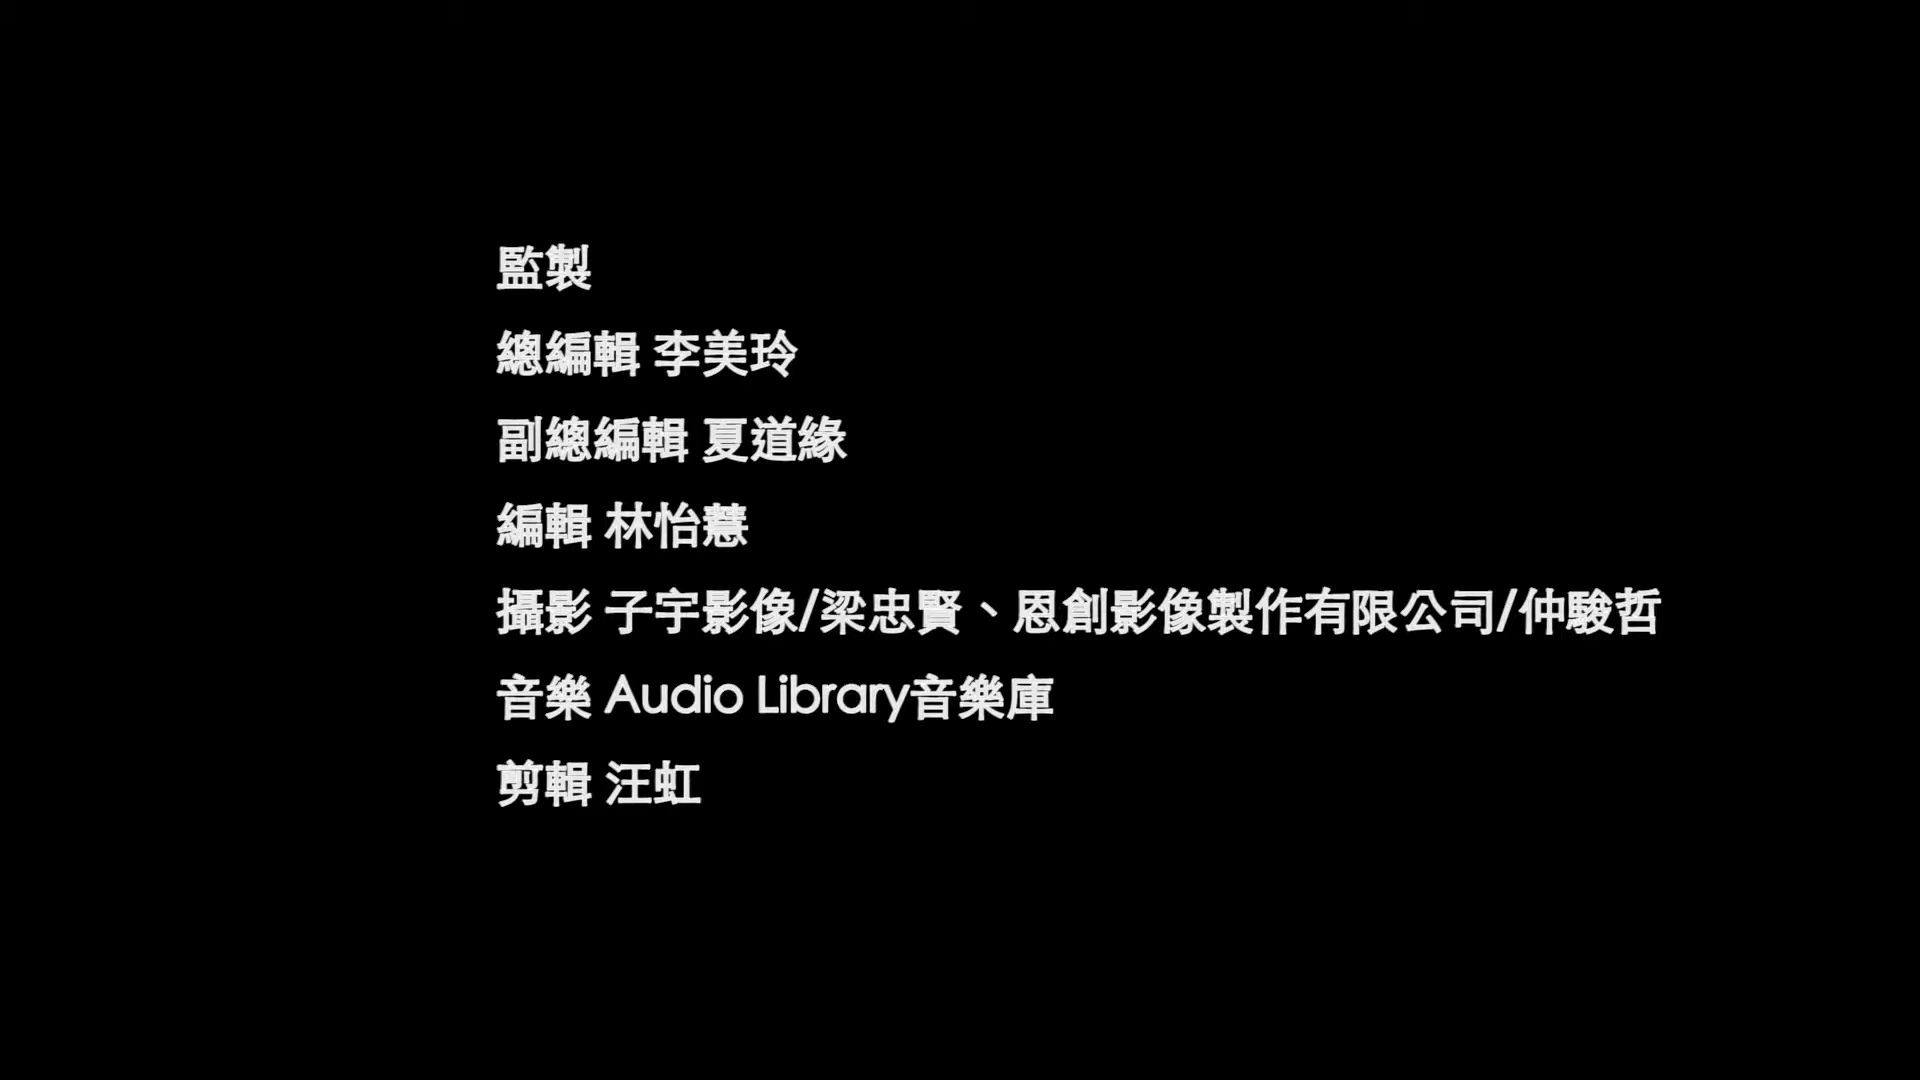 監製
總編輯 李美玲
副總編輯 夏道緣
編輯 林怡慧
攝影 子宇影像/梁忠賢、恩創影像製作有限公司/仲駿哲
音樂 Audio Library音樂庫
剪輯 汪虹